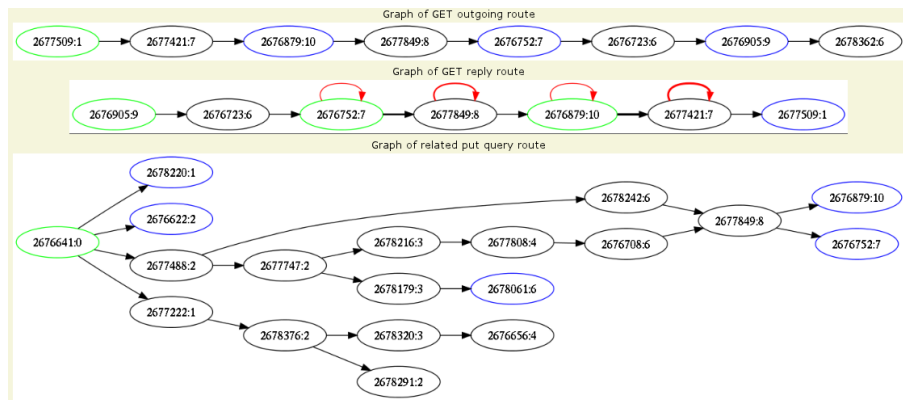 Graph of GET outgoing route
2677509:1 2677421:7 2676879:10 2677849:8 2676752:7 2676723:6 2676905:9 2678362:6
Graph of GET reply route
2676905:9 2676723:6 2676752:7 2677849:8 2676879:10 2677421:7 2677509:1
Graph of related put query route
2678220:1
2678242:6 2676879:10
2676622:2
2677849:8
2676641:0 2678216:3 2677808:4 2676708:6 2676752:7
2677488:2 2677747:2
2678179:3 2678061:6
2677222:1
2678376:2 2678320:3 2676656:4
2678291:2